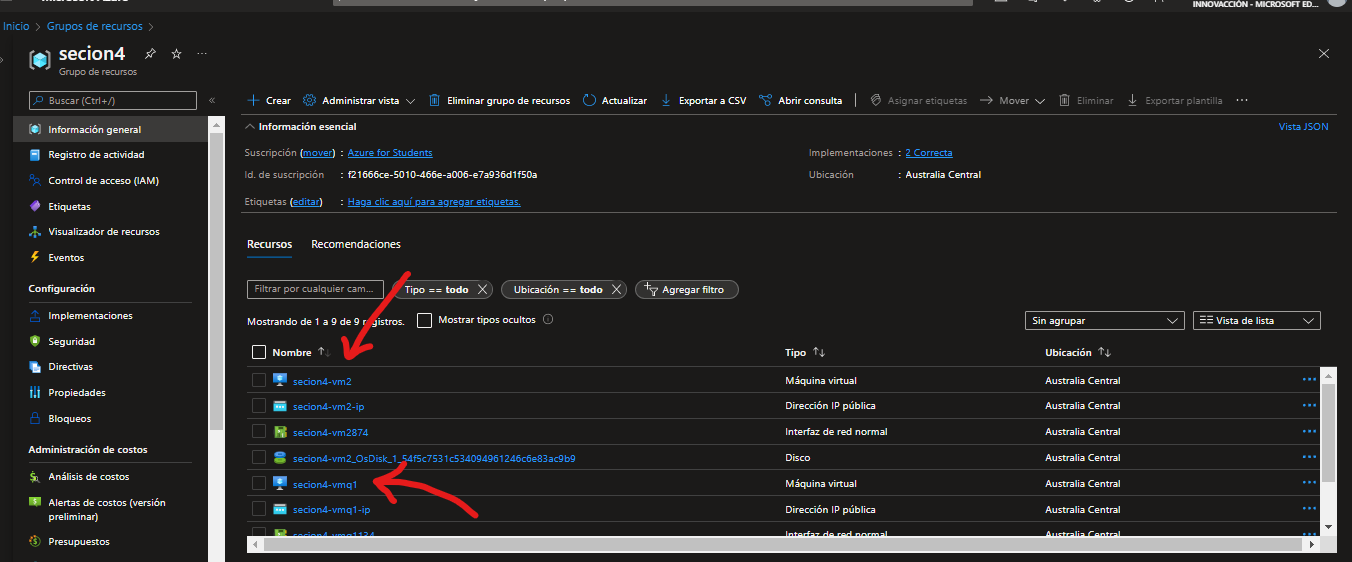 INNOVACCIÓN - MICROSOFT ED...
Inicio > Grupos de recursos >
secion4
Grupo de recursos
Buscar (Ctrl+/)
Información general
Registro de actividad
Control de acceso (IAM)
Etiquetas
Visualizador de recursos
Eventos
Configuración
Implementaciones
Seguridad
Directivas
Propiedades
Bloqueos
Administración de costos
Análisis de costos
Alertas de costos (versión
preliminar)
Presupuestos
Crear Administrar vista Eliminar grupo de recursos Actualizar Exportar a CSV Abrir consulta Asignar etiquetas Mover Eliminar Exportar plantilla ...
Información esencial Vista JSON
Suscripción (mover) : Azure for Students Implementaciones : 2 Correcta
Id. de suscripción : f21666ce-5010-466e-a006-e7a936d1f50a Ubicación : Australia Central
Etiquetas (editar) : Haga clic aquí para agregar etiquetas.
Recursos Recomendaciones
Filtrar por cualquier cam... Tipo == todo Ubicación == todo Agregar filtro
Mostrando de 1 a 9 de 9 registros. Mostrar tipos ocultos Sin agrupar Vista de lista
Nombre Tipo Ubicación
secion4-vm2 Máquina virtual Australia Central
secion4-vm2-ip Dirección IP pública Australia Central
secion4-vm2874 Interfaz de red normal Australia Central
secion4-vm2_OsDisk_1_54f5c7531c534094961246c6e83ac9b9 Disco Australia Central
secion4-vmq1 Máquina virtual Australia Central
secion4-vmq1-ip Dirección IP pública Australia Central
secion4-vmq1134 Interfaz de red normal Australia Central